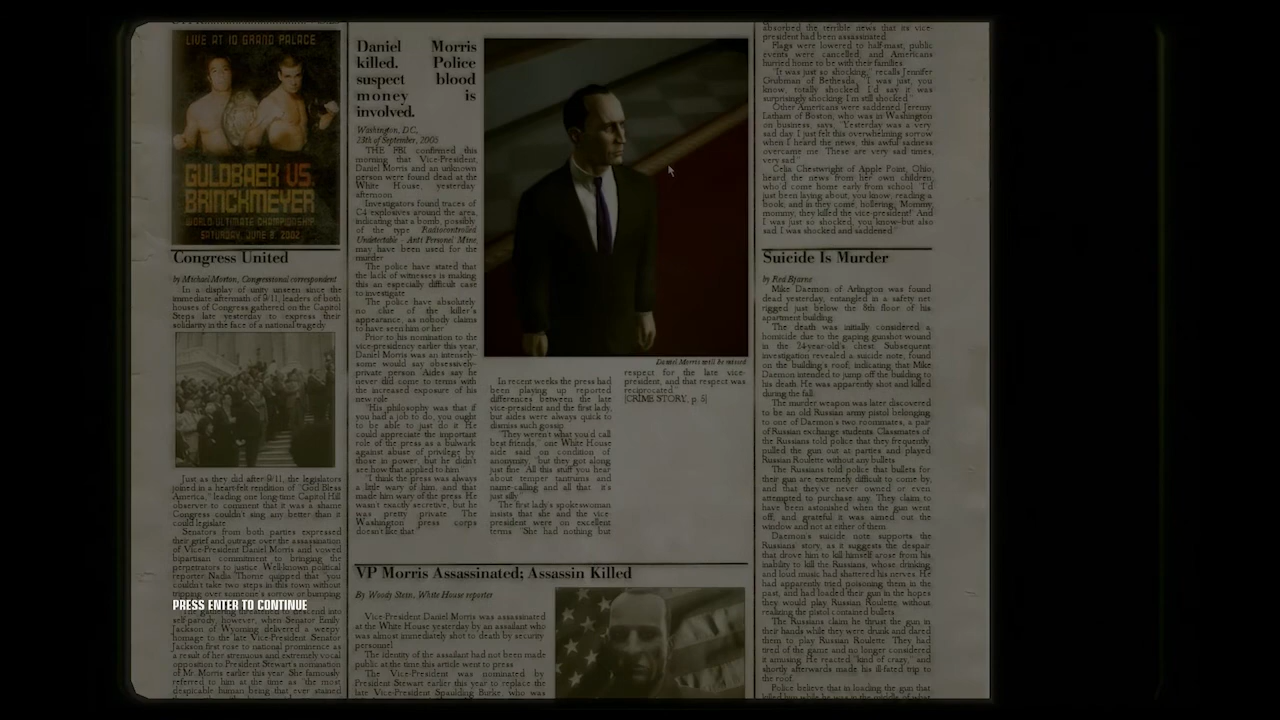 LIVE AT 10 GRAND PALACE
GULDBAEK VS.
BRINCKMEYER
WORLD ULTIMATE CHAMPIONSHIP
SATURDAY, JUNE 8, 2002
Congress United
by Michael Morton, Congressional correspondent
In a display of unity unseen since the
immediate aftermath of 9/11, leaders of both
houses of Congress gathered on the Capitol
Steps late yesterday to express their
solidarity in the face of a national tragedy
Just as they did after 9/11, the legislators
joined in a heart-felt rendition of "God Bless
America," leading one long-time Capitol Hill
observer to comment that it was a shame
Congress couldn't sing any better than it
could legislate
Senators from both parties expressed
their grief and outrage over the assassination
of Vice-President Daniel Morris and vowed
bipartisan commitment to bringing the
perpetrators to justice. Well-known political
reporter Nadia Thorne quipped that "you
couldn't take two steps in this town without
tripping over someone's sorrow or bumping
PRESS ENTER TO CONTINUE
The gathering threatened to descend into
self-parody, however, when Senator Emily
Jackson of Wyoming delivered a weepy
homage to the late Vice-President. Senator
Jackson first rose to national prominence as
a result of her strenuous and extremely vocal
opposition to President Stewart's nomination
of Mr. Morris earlier this year. She famously
referred to him at the time as "the most
despicable human being that ever stained
Daniel Morris
killed. Police
suspect blood
money is
involved.
Washington, D.C.,
THE FBI confirmed this
morning that Vice-President,
Daniel Morris and an unknown
person were found dead at the
White House, yesterday
afternoon.
Investigators found traces of
C4 explosives around the area,
indicating that a bomb, possibly
of the type Radiocontrolled
Undetectable - Anti Personel Mine
may have been used for the
murder
The police have stated that
the lack of witnesses is making
this an especially difficult case
to investigate
The police have absolutely
no clue of the killer's
appearance, as nobody claims
to have seen him or her
Prior to his nomination to the
vice-presidency earlier this year,
Daniel Morris was an intensely-
some would say obsessively-
private person. Aides say he
never did come to terms with
the increased exposure of his
new role
"His philosophy was that if
you had a job to do, you ought
to be able to just do it. He
could appreciate the important
role of the press as a bulwark
against abuse of privilege by
those in power, but he didn't
see how that applied to him."
"I think the press was always
a little wary of him, and that
made him wary of the press. He
wasn't exactly secretive, but he
was pretty private. The
Washington press corps
doesn't like that"
Daniel Morris will be missed
In recent weeks the press had
been playing up reported
differences between the late
vice-president and the first lady,
but aides were always quick to
dismiss such gossip.
"They weren't what you'd call
best friends," one White House
aide said on condition of
anonymity, "but they got along
just fine. All this stuff you hear
about temper tantrums and
name-calling and all that it's
just silly."
The first lady's spokeswoman
insists that she and the vice-
president were on excellent
terms. "She had nothing but
respect for the late vice-
president, and that respect was
reciprocated."
[CRIME STORY, p. 5]
VP Morris Assassinated; Assassin Killed
By Woody Stein, White House reporter
Vice-President Daniel Morris was assassinated
at the White House yesterday by an assailant who
was almost immediately shot to death by security
personnel
The identity of the assailant had not been made
public at the time this article went to press
The Vice-President was nominated by
President Stewart earlier this year to replace the
late Vice-President Spaulding Burke, who was
absorbed the terrible news that its vice-
president had been assassinated
Flags were lowered to half-mast, public
events were cancelled, and Americans
hurried home to be with their families
"It was just so shocking," recalls Jennifer
Grubman of Bethesda. "I was just, you
know, totally shocked. I'd say it was
surprisingly shocking. I'm still shocked."
Other Americans were saddened. Jeremy
Latham of Boston, who was in Washington
on business, says, "Yesterday was a very
sad day. I just felt this overwhelming sorrow
when I heard the news, this awful sadness
overcame me. These are very sad times,
very sad."
Celia Chestwright of Apple Point, Ohio,
heard the news from her own children,
who'd come home early from school. "I'd
just been laying about, you know, reading a
book, and in they come, hollering, 'Mommy,
mommy, they killed the vice-president!' And
I was just so shocked, you know-but also
sad. I was shocked and saddened."
Suicide Is Murder
by Red Bjarne
Mike Daemon of Arlington was found
dead yesterday, entangled in a safety net
rigged just below the 8th floor of his
apartment building.
The death was initially considered a
homicide due to the gaping gunshot wound
in the 24-year-old's chest. Subsequent
investigation revealed a suicide note, found
on the building's roof, indicating that Mike
Daemon intended to jump off the building to
his death. He was apparently shot and killed
during the fall.
The murder weapon was later discovered
to be an old Russian army pistol belonging
to one of Daemon's two roommates, a pair
of Russian exchange students. Classmates of
the Russians told police that they frequently
pulled the gun out at parties and played
Russian Roulette without any bullets
The Russians told police that bullets for
their gun are extremely difficult to come by,
and that they've never owned or even
attempted to purchase any. They claim to
have been astonished when the gun went
off, and grateful it was aimed out the
window and not at either of them
Daemon's suicide note supports the
Russians' story, as it suggests the despair
that drove him to kill himself arose from his
inability to kill the Russians, whose drinking
and loud music had shattered his nerves. He
had apparently tried poisoning them in the
past, and had loaded their gun in the hopes
they would play Russian Roulette without
realizing the pistol contained bullets.
The Russians claim he thrust the gun in
their hands while they were drunk and dared
them to play Russian Roulette. They had
tired of the game and no longer considered
it amusing. He reacted "kind of crazy," and
shortly afterwards made his ill-fated trip to
the roof.
Police believe that in loading the gun that
killed him while he was in the middle of what